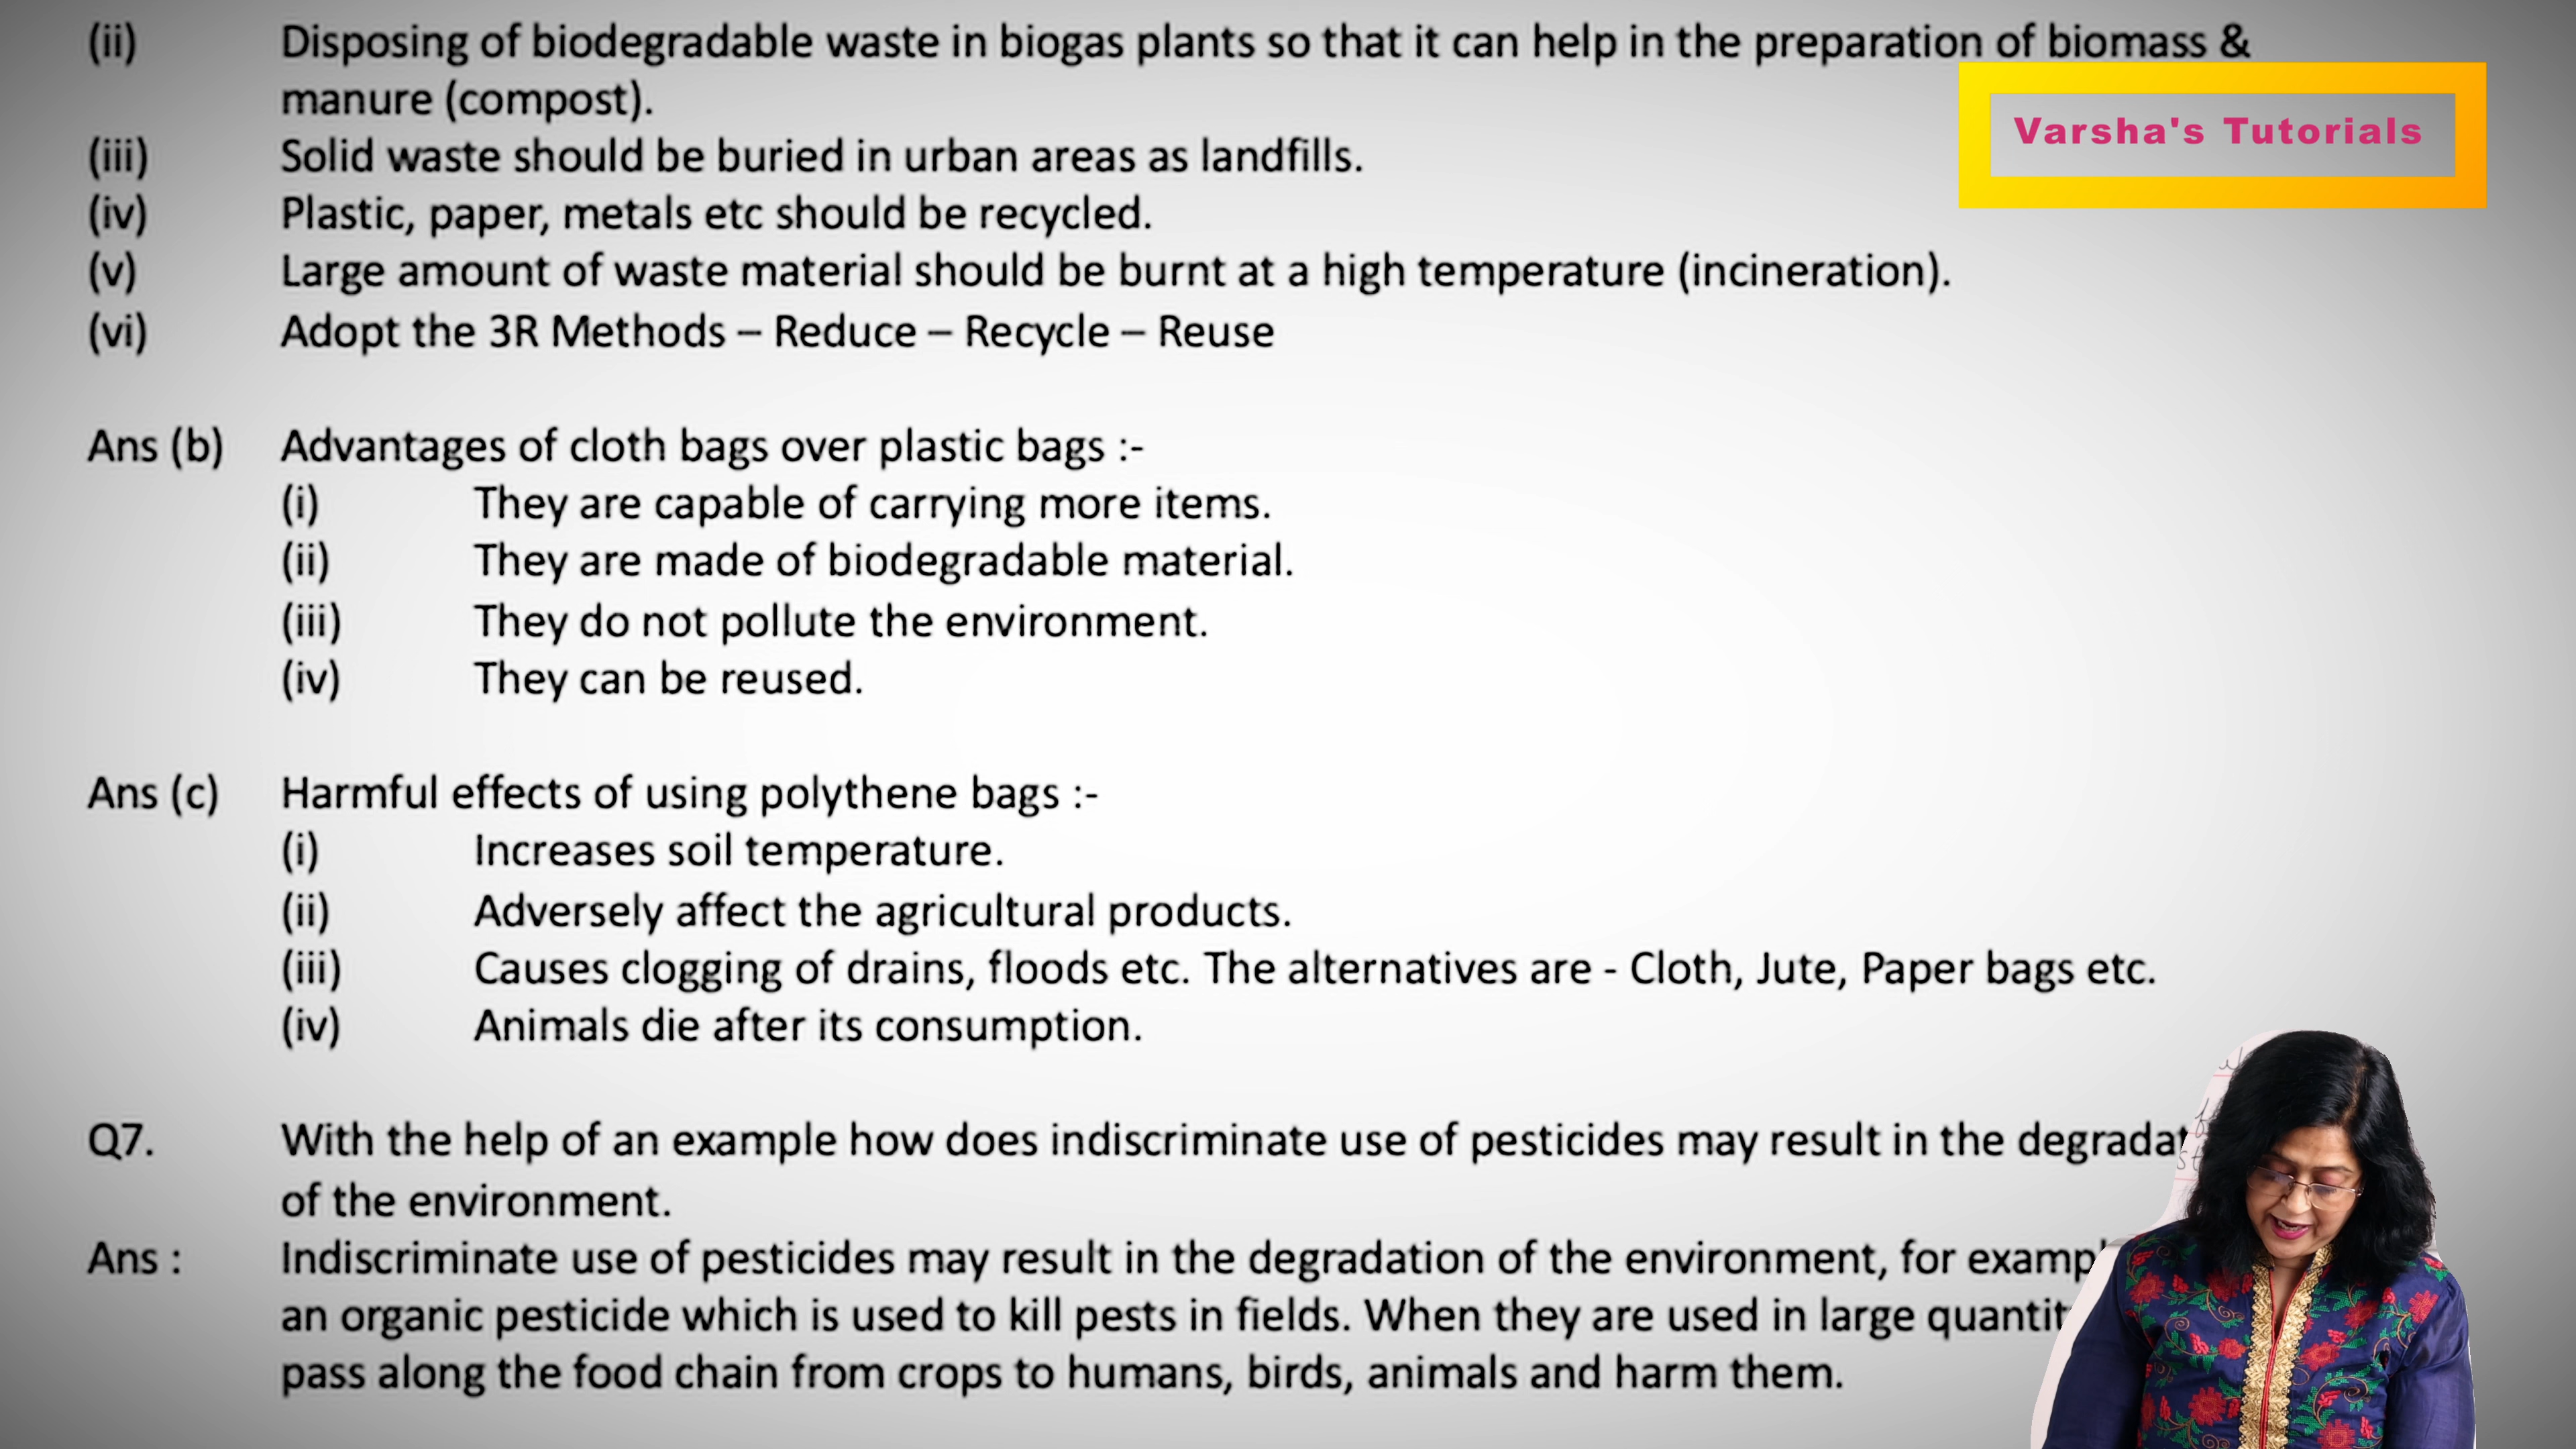 (ii) Disposing of biodegradable waste in biogas plants so that it can help in the preparation of biomass &
manure (compost).
Varsha's Tutorials
(iii) Solid waste should be buried in urban areas as landfills.
(iv) Plastic, paper, metals etc should be recycled.
(v) Large amount of waste material should be burnt at a high temperature (incineration).
(vi) Adopt the 3R Methods – Reduce – Recycle – Reuse
Ans (b) Advantages of cloth bags over plastic bags :-
(i) They are capable of carrying more items.
(ii) They are made of biodegradable material.
(iii) They do not pollute the environment.
(iv) They can be reused.
Ans (c) Harmful effects of using polythene bags :-
(i) Increases soil temperature.
(ii) Adversely affect the agricultural products.
(iii) Causes clogging of drains, floods etc. The alternatives are - Cloth, Jute, Paper bags etc.
(iv) Animals die after its consumption.
Q7. With the help of an example how does indiscriminate use of pesticides may result in the
of the environment.
Ans : Indiscriminate use of pesticides may result in the degradation of the environment, for
an organic pesticide which is used to kill pests in fields. When they are used in large
pass along the food chain from crops to humans, birds, animals and harm them.